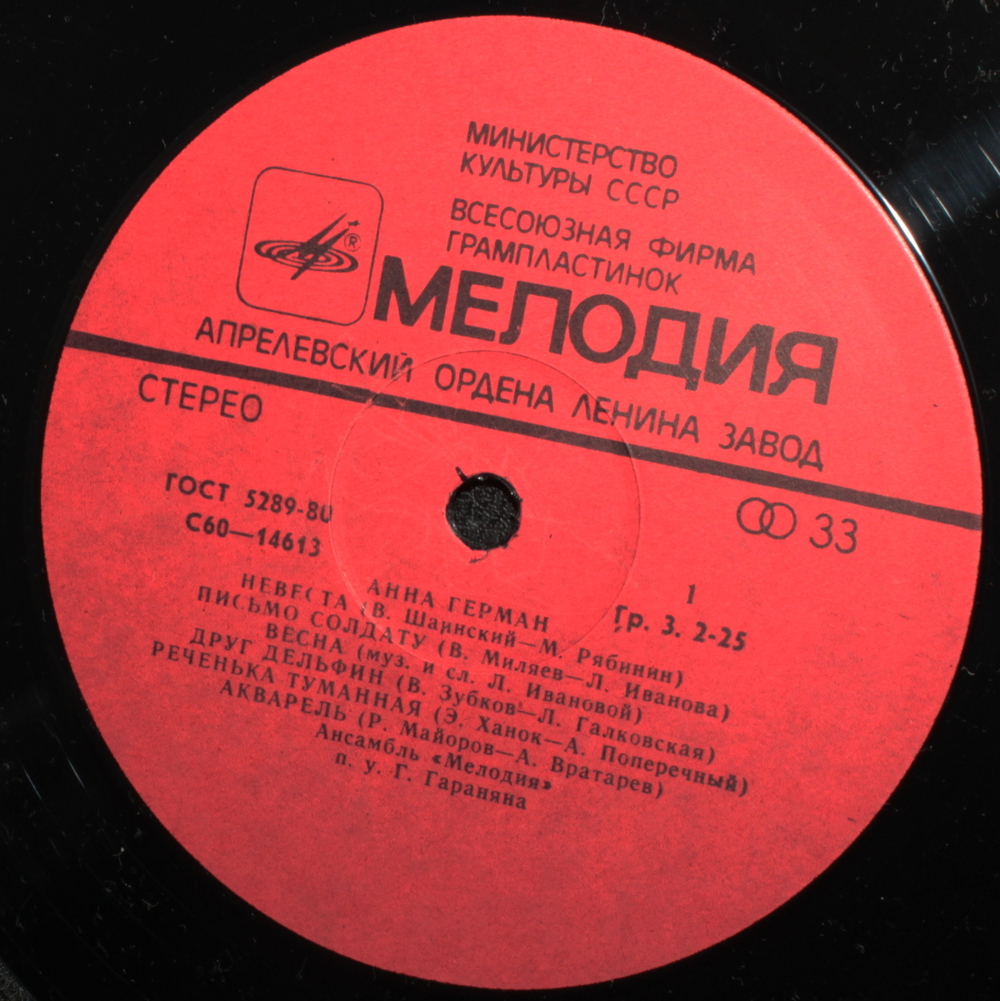 МИНИСТЕРСТВО
КУЛЬТУРЫ СССР
ВСЕСОЮЗНАЯ ФИРМА
ГРАМПЛАСТИНОК
®
МЕЛОДИЯ
АПРЕЛЕВСКИЙ ОРДЕНА ЛЕНИНА ЗАВОД
СТЕРЕО
33
ГОСТ 5289-80
С60—14613
1
Гр. 3. 2-25
АННА ГЕРМАН
НЕВЕСТА (В. Шаинский—М. Рябинин)
ПИСЬМО СОЛДАТУ (В. Миляев—Л. Иванова)
ВЕСНА (муз. и сл. Л. Ивановой)
ДРУГ ДЕЛЬФИН (В. Зубков—Л. Галковская)
РЕЧЕНЬКА ТУМАННАЯ (Э. Ханок—А. Поперечный)
АКВАРЕЛЬ (Р. Майоров—А. Вратарев)
Ансамбль «Мелодия»
п. у. Г. Гараняна